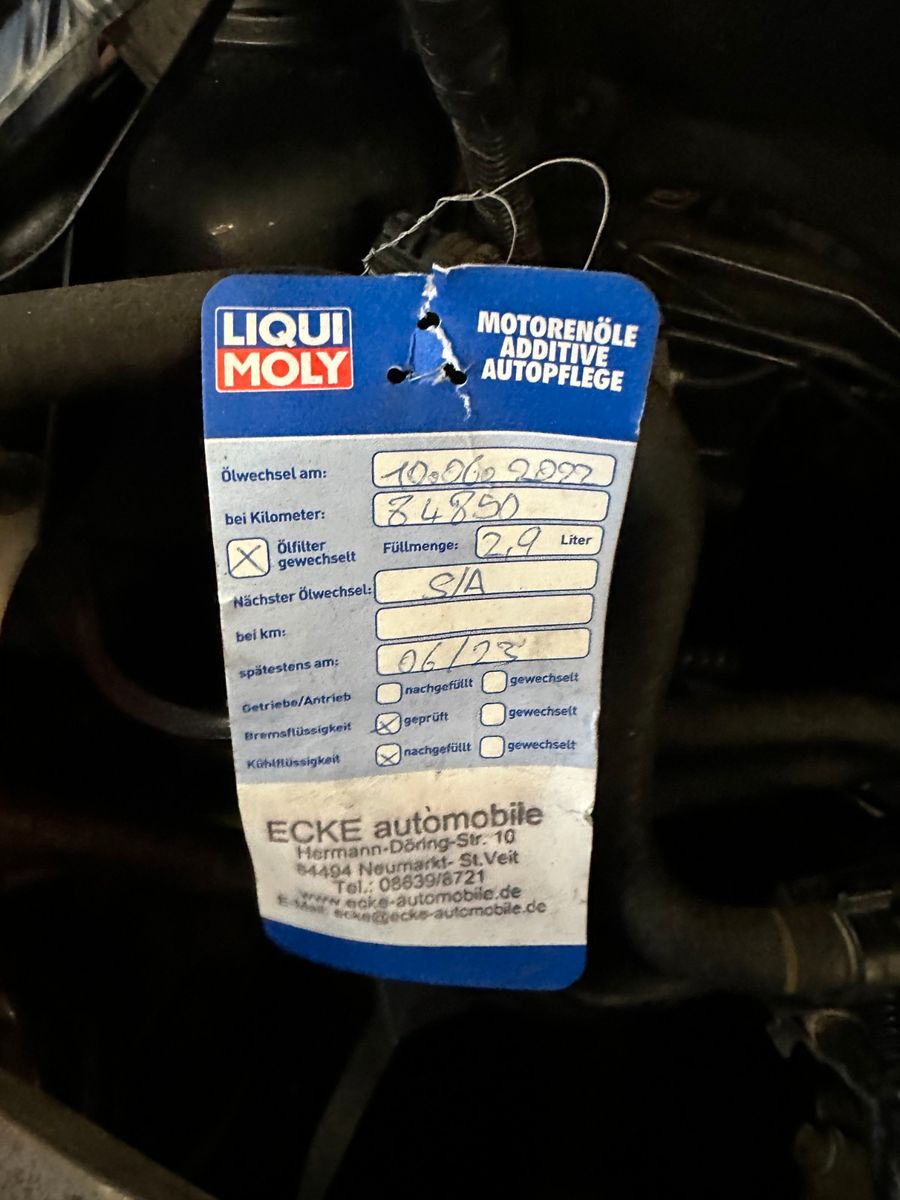 LIQUI
MOLY
MOTORENÖLE
ADDITIVE
AUTOPFLEGE
Ölwechsel am: 10.06.2022
bei Kilometer: 84850
Ölfilter gewechselt
Füllmenge: 2,9 Liter
Nächster Ölwechsel: S/A
bei km:
spätestens am: 06/23
Getriebe/Antrieb nachgefüllt gewechselt
Bremsflüssigkeit geprüft gewechselt
Kühlflüssigkeit nachgefüllt gewechselt
ECKE automobile
Hermann-Döring-Str. 10
84494 Neumarkt- St.Veit
Tel.: 08639/8721
www.ecke-automobile.de
E-Mail: ecke@ecke-automobile.de